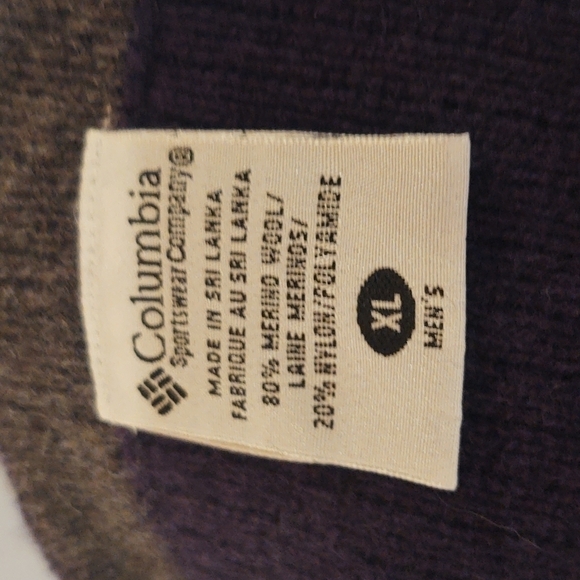 Columbia
Sportswear Company®
MADE IN SRI LANKA
FABRIQUE AU SRI LANKA
80% MERINO WOOL/
LAINE MERINOS/
20% NYLON/POLYAMIDE
XL
MEN'S